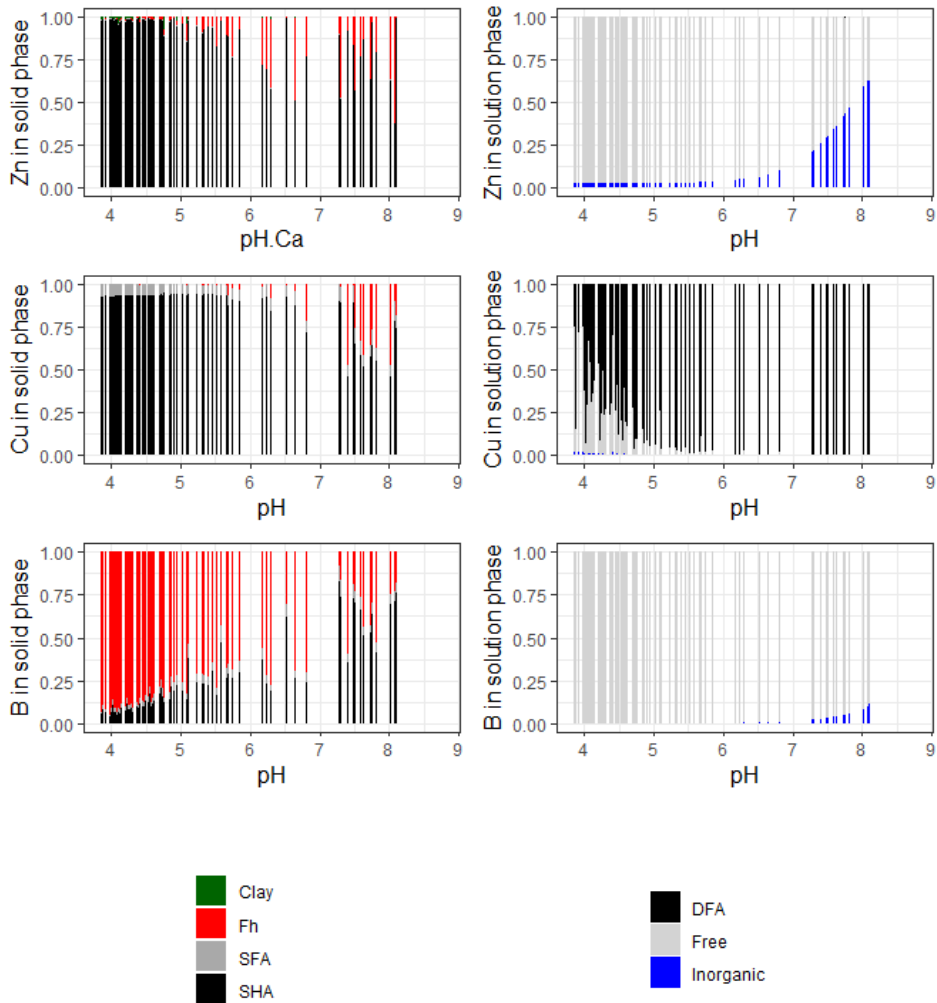 Zn in solid phase
1.00
0.75
0.50
0.25
0.00
4 5 6 7 8 9
pH.Ca
Zn in solution phase
1.00
0.75
0.50
0.25
0.00
4 5 6 7 8 9
pH
Cu in solid phase
1.00
0.75
0.50
0.25
0.00
4 5 6 7 8 9
pH
Cu in solution phase
1.00
0.75
0.50
0.25
0.00
4 5 6 7 8 9
pH
B in solid phase
1.00
0.75
0.50
0.25
0.00
4 5 6 7 8 9
pH
B in solution phase
1.00
0.75
0.50
0.25
0.00
4 5 6 7 8 9
pH
Clay
Fh
SFA
SHA
DFA
Free
Inorganic